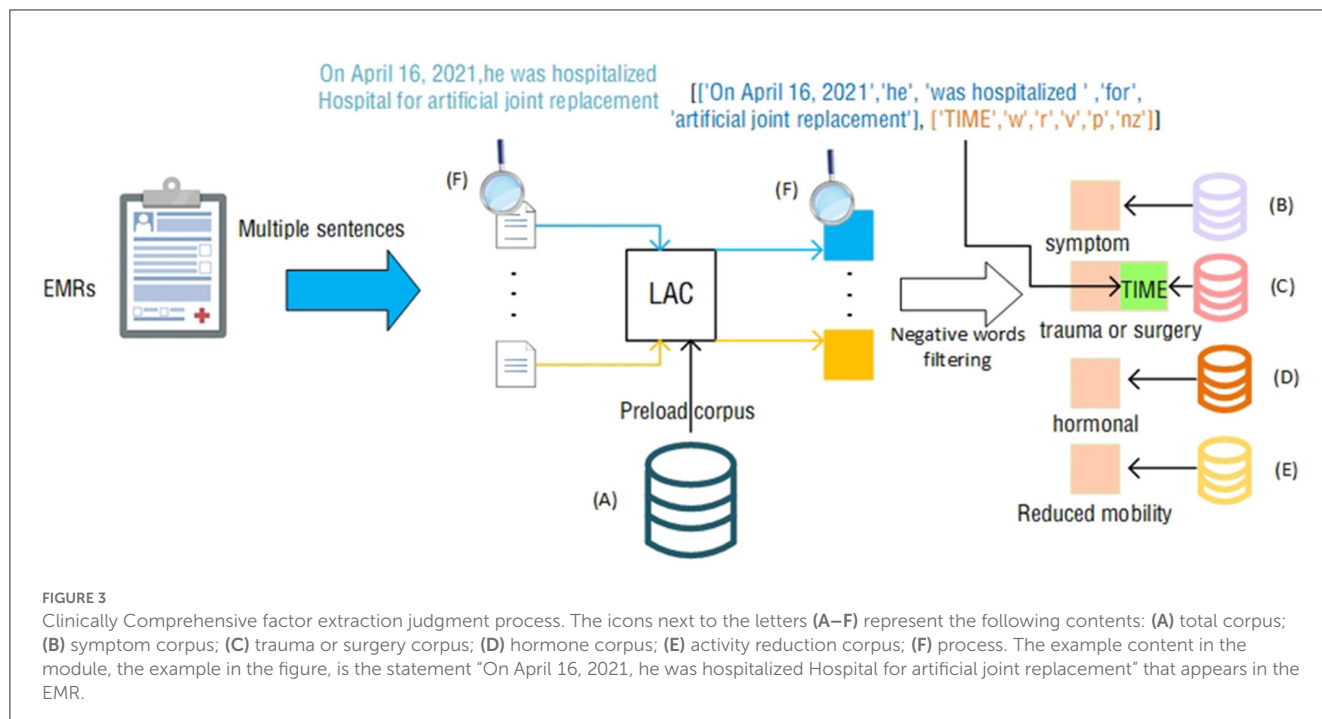 On April 16, 2021,he was hospitalized
Hospital for artificial joint replacement
[['On April 16, 2021','he', 'was hospitalized ' ,'for',
'artificial joint replacement'], ['TIME','w','r','v','p','nz']]
(F)
(F)
EMRs
Multiple sentences
LAC
Preload corpus
(A)
Negative words
filtering
symptom
(B)
TIME
trauma or surgery
(C)
hormonal
(D)
Reduced mobility
(E)
FIGURE 3
Clinically Comprehensive factor extraction judgment process. The icons next to the letters (A–F) represent the following contents: (A) total corpus;
(B) symptom corpus; (C) trauma or surgery corpus; (D) hormone corpus; (E) activity reduction corpus; (F) process. The example content in the
module, the example in the figure, is the statement “On April 16, 2021, he was hospitalized Hospital for artificial joint replacement” that appears in the
EMR.